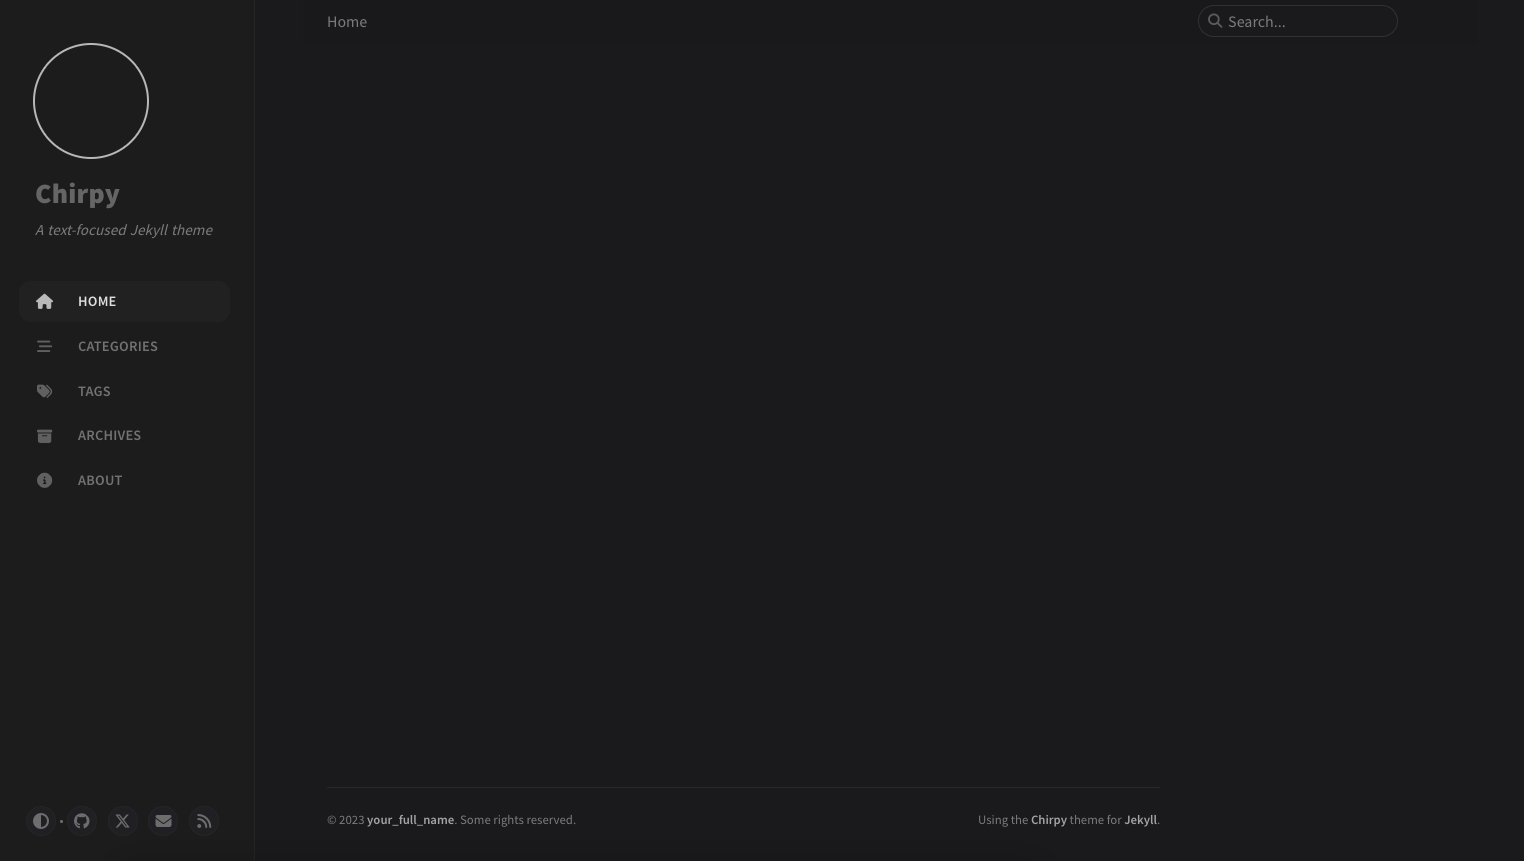 Home
Search...
Chirpy
A text-focused Jekyll theme
HOME
CATEGORIES
TAGS
ARCHIVES
ABOUT
© 2023 your_full_name. Some rights reserved.
Using the Chirpy theme for Jekyll.